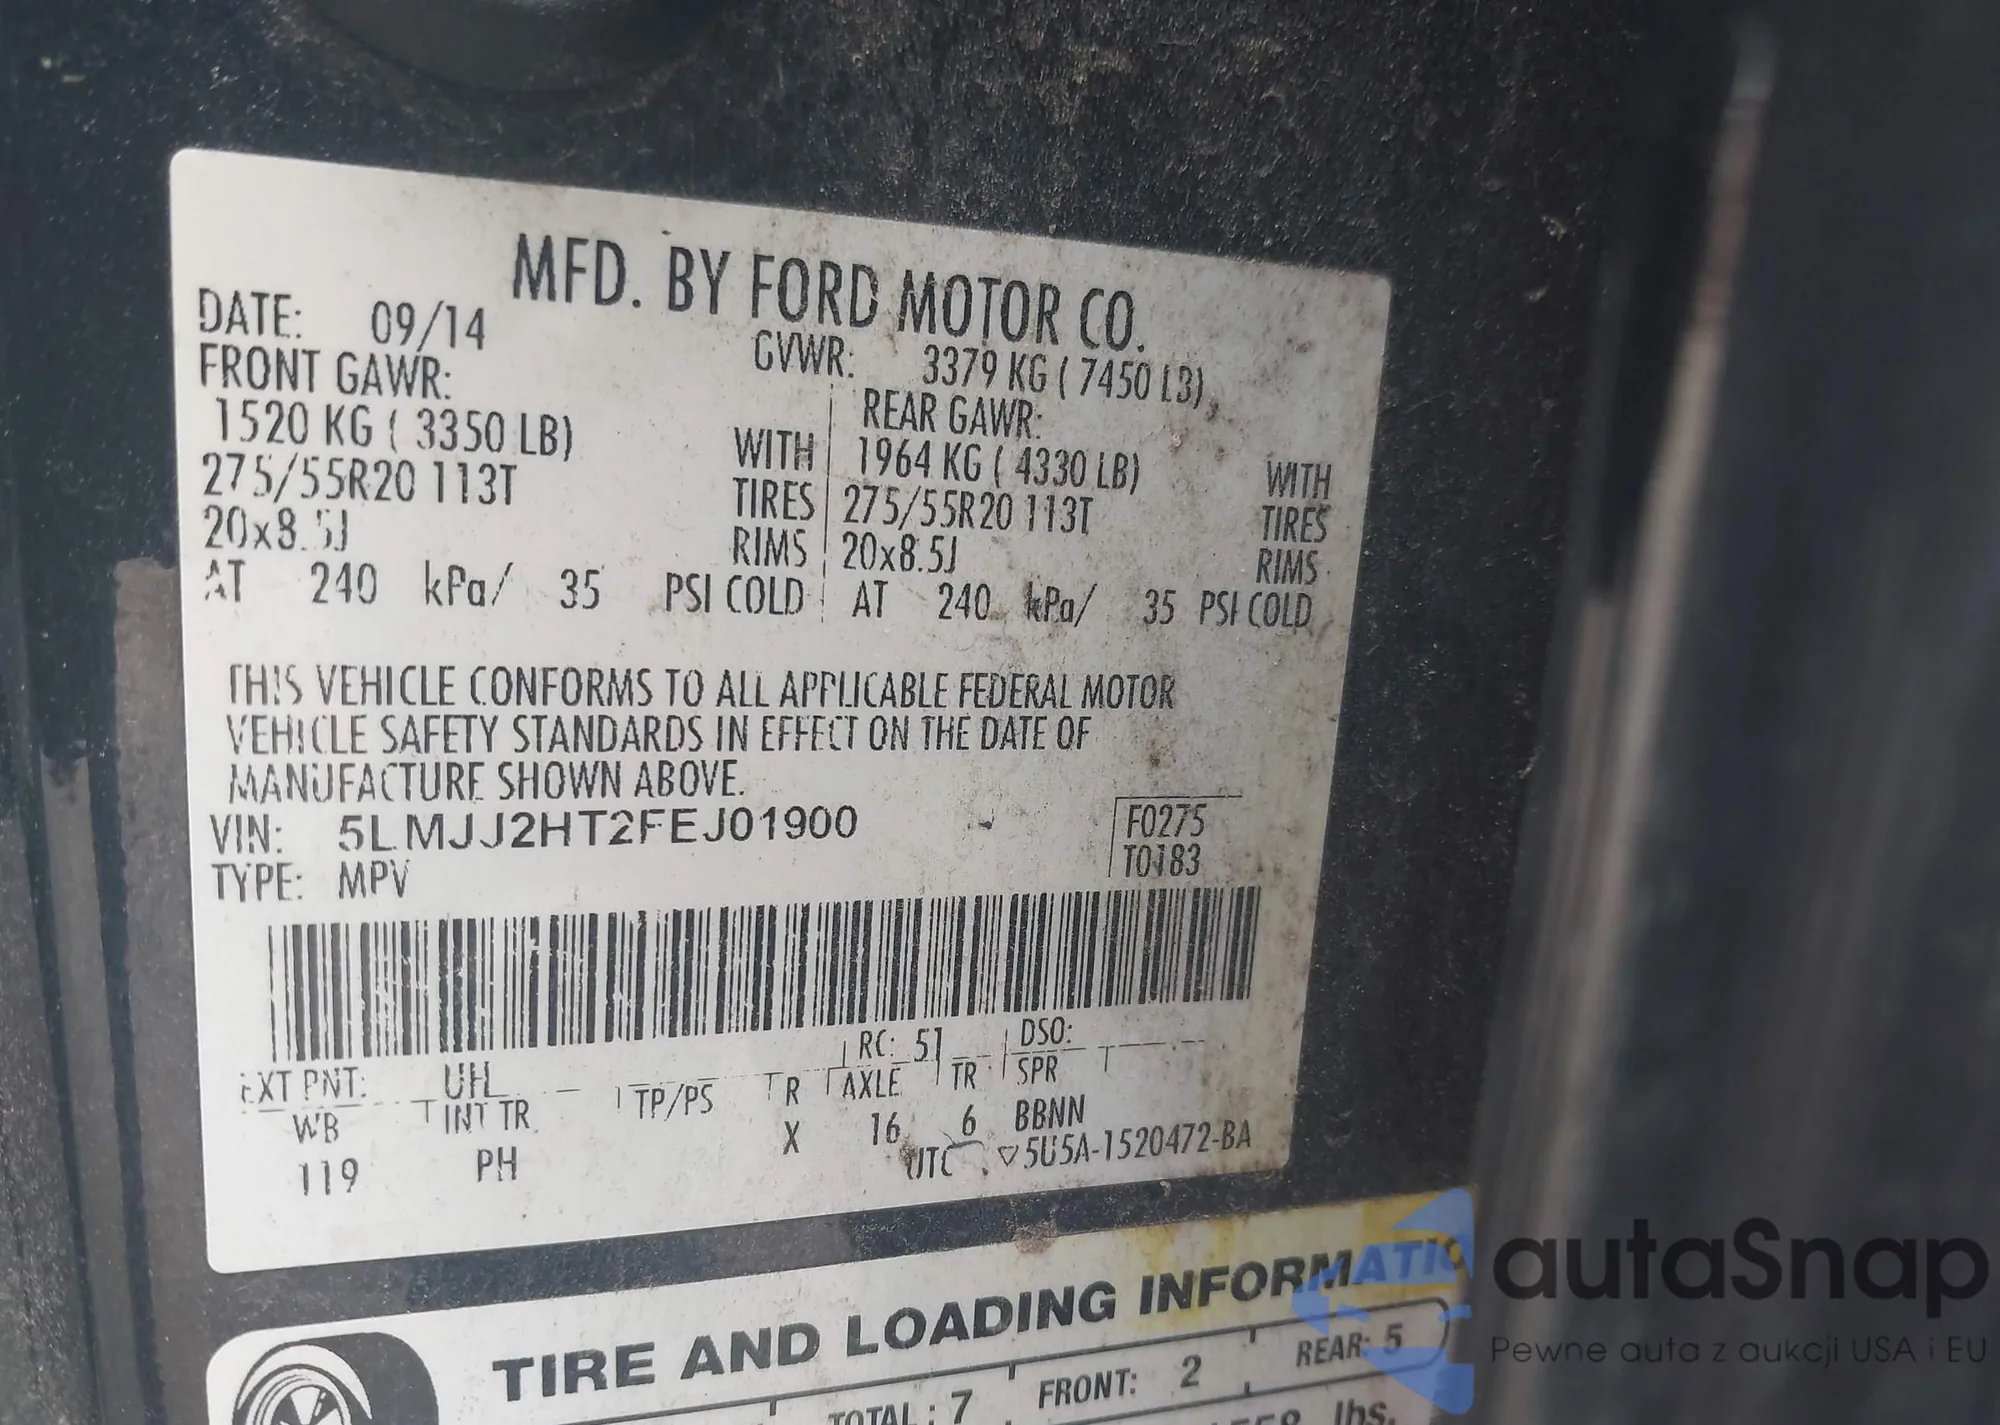 MFD. BY FORD MOTOR CO.
DATE: 09/14 GVWR: 3379 KG ( 7450 LB)
FRONT GAWR: REAR GAWR:
1520 KG ( 3350 LB) WITH 1964 KG ( 4330 LB) WITH
275/55R20 113T TIRES 275/55R20 113T TIRES
20x8.5J RIMS 20x8.5J RIMS
AT 240 kPa/ 35 PSI COLD AT 240 kPa/ 35 PSI COLD
THIS VEHICLE CONFORMS TO ALL APPLICABLE FEDERAL MOTOR
VEHICLE SAFETY STANDARDS IN EFFECT ON THE DATE OF
MANUFACTURE SHOWN ABOVE.
VIN: 5LMJJ2HT2FEJ01900 F0275
TYPE: MPV T0183
EXT PNT: UH RC: 51 DSO:
WB INT TR TP/PS R AXLE TR SPR
119 PH X 16 6 BBNN
UTC ▽5U5A-1520472-BA
TIRE AND LOADING INFORMATIO
TOTAL: 7 FRONT: 2 REAR: 5
lbs.
autaSnap
Pewne auta z aukcji USA i EU